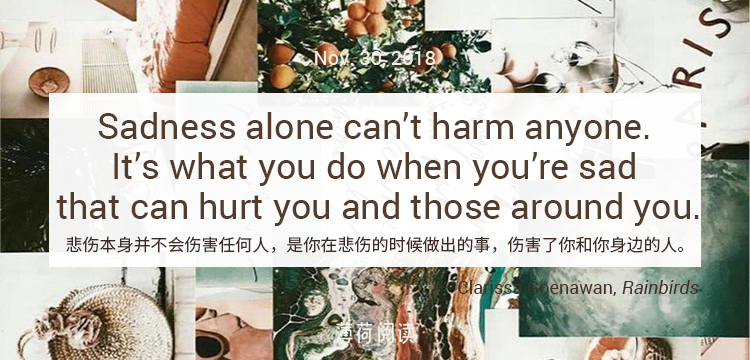 Nov. 30, 2018
ARIS
Sadness alone can’t harm anyone.
It’s what you do when you’re sad
that can hurt you and those around you.
悲伤本身并不会伤害任何人，是你在悲伤的时候做出的事，伤害了你和你身边的人。
Clarissa Goenawan, Rainbirds
薄荷阅读